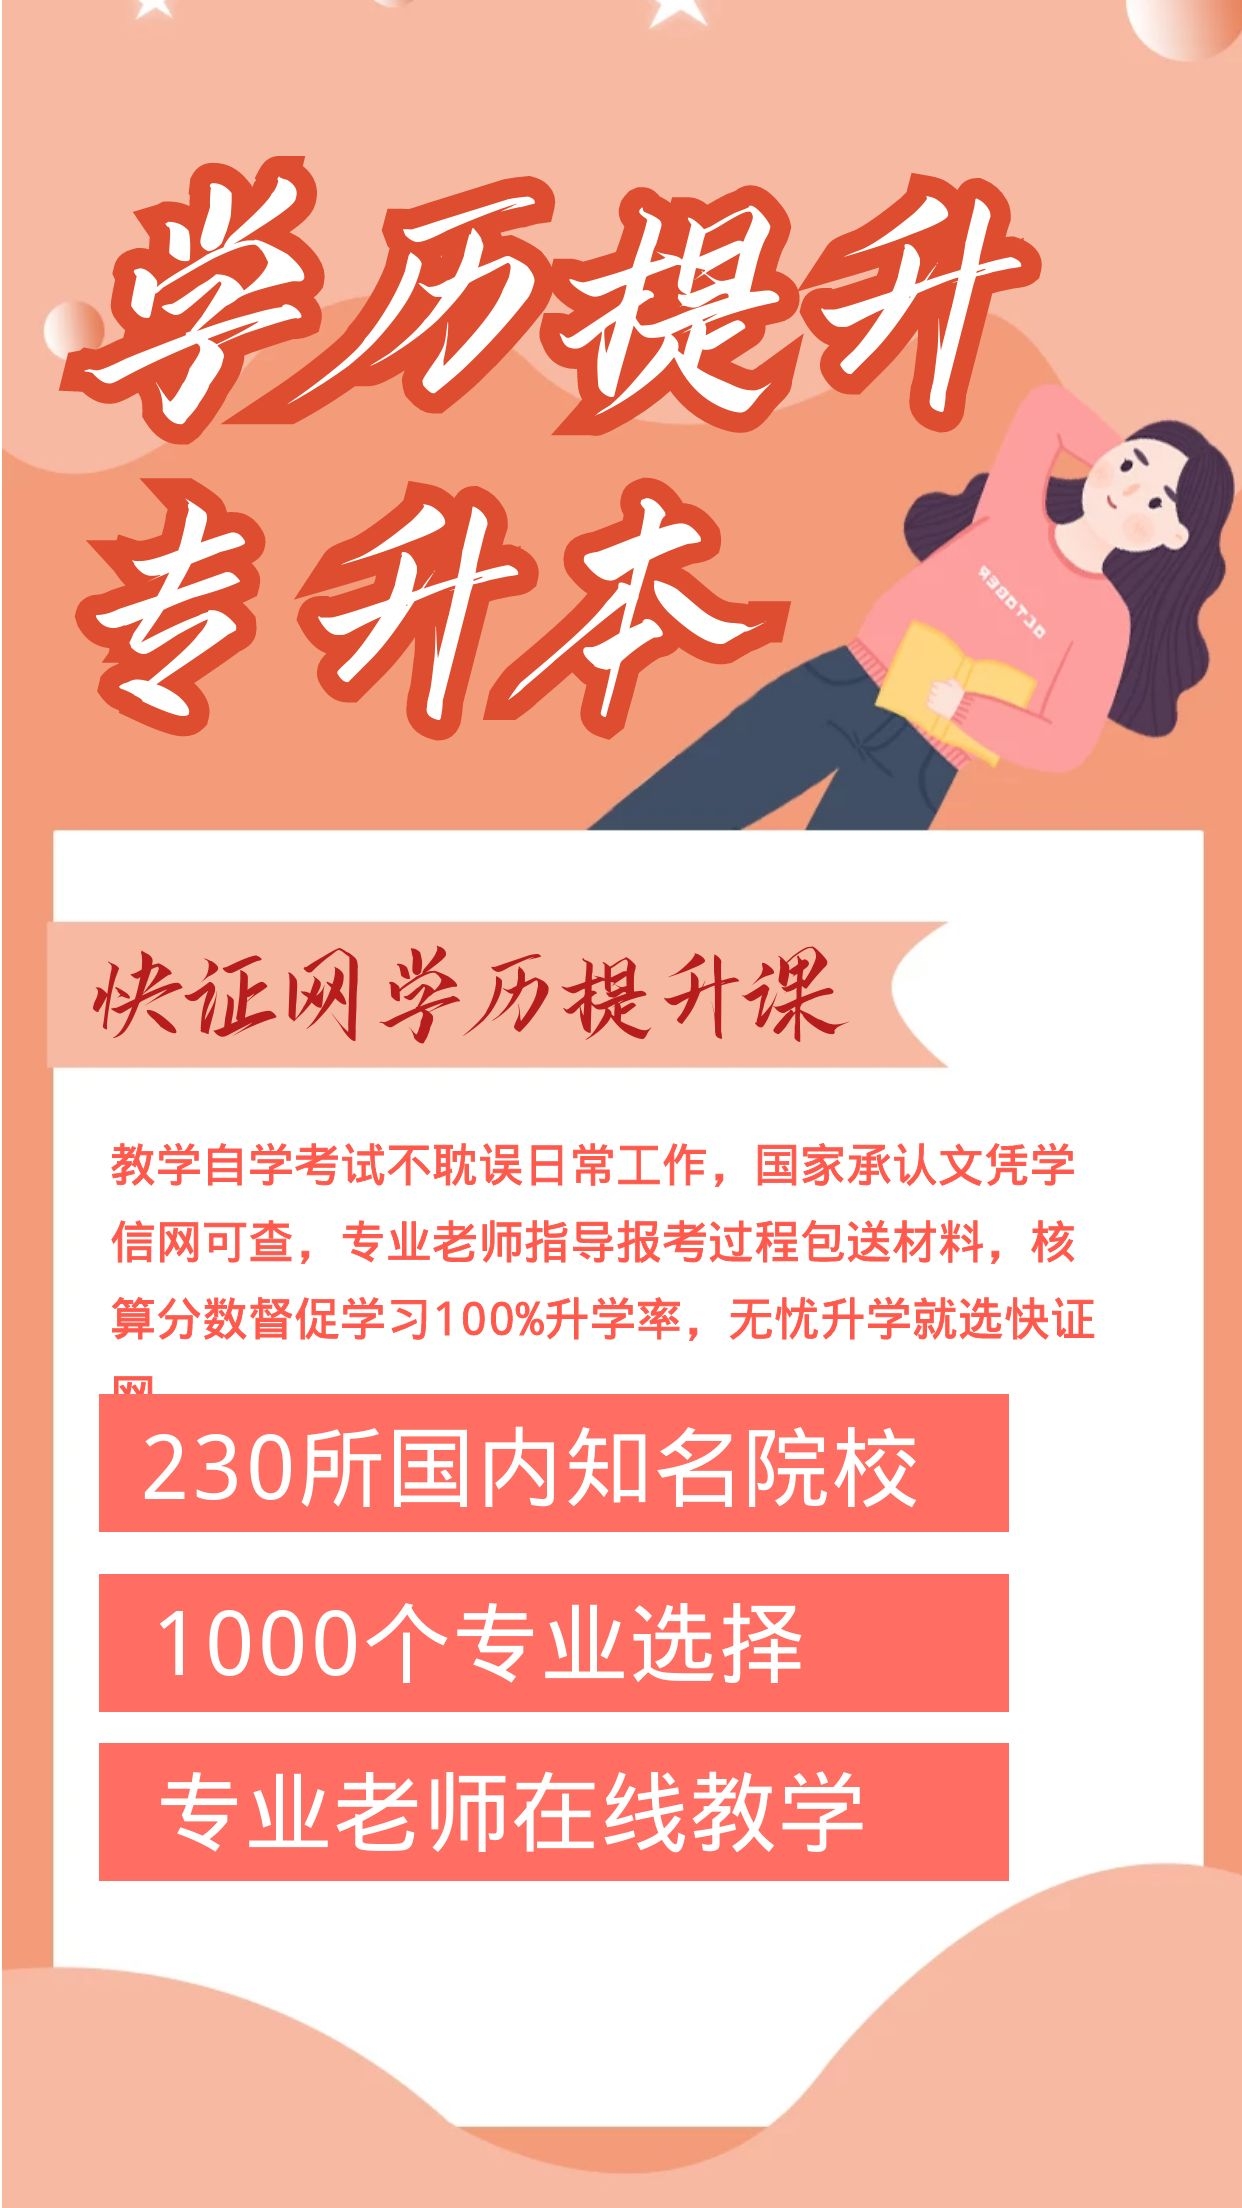 学历提升
专升本
快证网学历提升课
教学自学考试不耽误日常工作，国家承认文凭学
信网可查，专业老师指导报考过程包送材料，核
算分数督促学习100%升学率，无忧升学就选快证
网
230所国内知名院校
1000个专业选择
专业老师在线教学